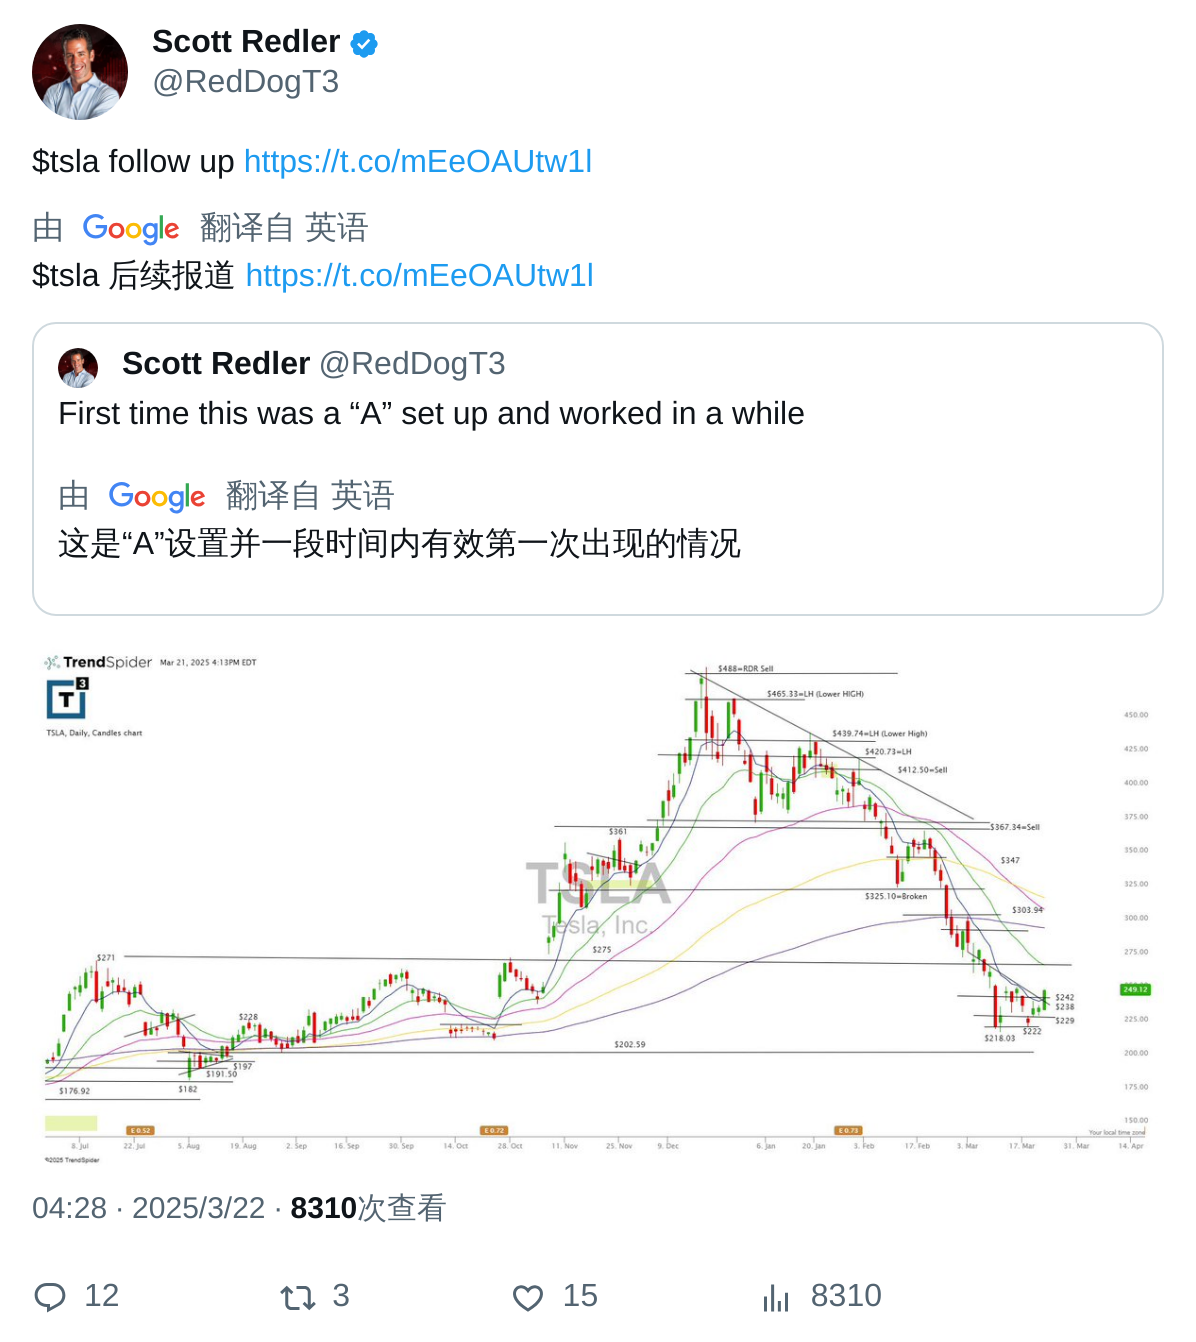 Scott Redler
@RedDogT3
$tsla follow up https://t.co/mEeOAUtw1l
由 Google 翻译自 英语
$tsla 后续报道 https://t.co/mEeOAUtw1l
Scott Redler @RedDogT3
First time this was a “A” set up and worked in a while
由 Google 翻译自 英语
这是“A”设置并一段时间内有效第一次出现的情况
TrendSpider Mar 21, 2025 4:13PM EDT
T3
TSLA, Daily, Candles chart
$488=RDR Sell
$465.33=LH (Lower HIGH)
$439.74=LH (Lower High)
$420.73=LH
$412.50=Sell
$367.34=Sell
$361
$347
$325.10=Broken
$303.94
TSLA
Tesla, Inc.
$275
$271
$242
$238
$229
$222
$218.03
$228
$202.59
$197
$191.50
$182
$176.92
450.00
425.00
400.00
375.00
350.00
325.00
300.00
275.00
249.12
225.00
200.00
175.00
150.00
E 0.52
E 0.72
E 0.73
Your local time zone
8. Jul 22. Jul 5. Aug 19. Aug 2. Sep 16. Sep 30. Sep 14. Oct 28. Oct 11. Nov 25. Nov 9. Dec 6. Jan 20. Jan 3. Feb 17. Feb 3. Mar 17. Mar 31. Mar 14. Apr
©2025 TrendSpider
04:28 · 2025/3/22 · 8310次查看
12 3 15 8310